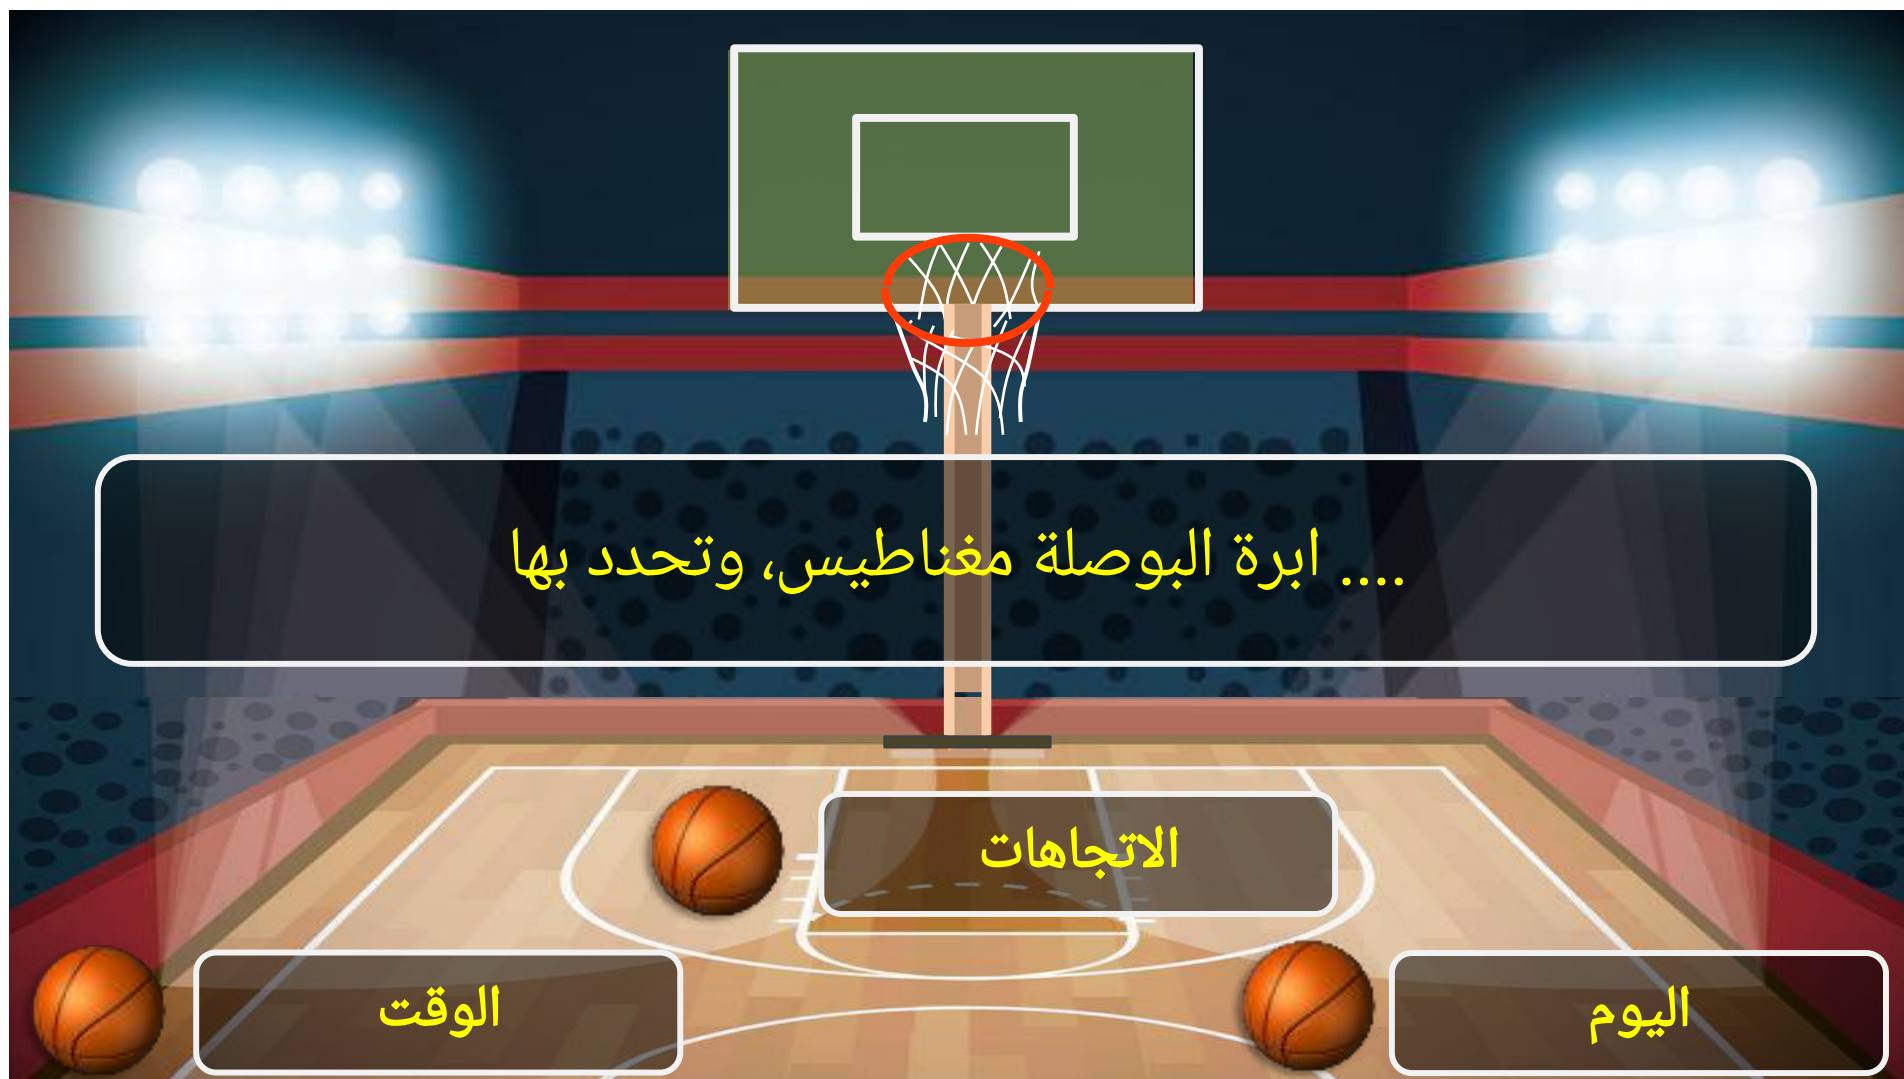 .... ابرة البوصلة مغناطيس، وتحدد بها
الاتجاهات
اليوم
الوقت